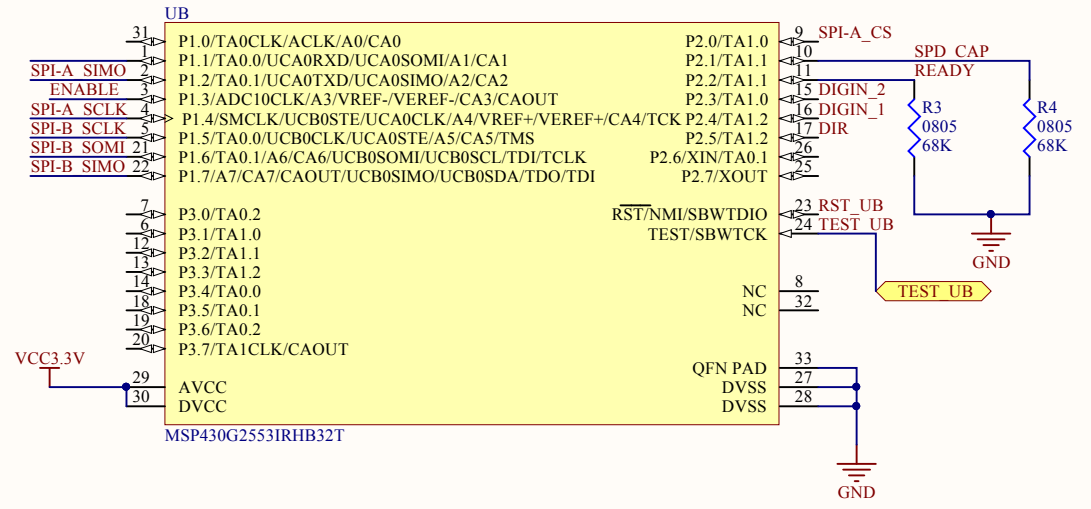 UB
31 P1.0/TA0CLK/ACLK/A0/CA0
1 P1.1/TA0.0/UCA0RXD/UCA0SOMI/A1/CA1
SPI-A_SIMO 2 P1.2/TA0.1/UCA0TXD/UCA0SIMO/A2/CA2
ENABLE 3 P1.3/ADC10CLK/A3/VREF-/VEREF-/CA3/CAOUT
SPI-A_SCLK 4 P1.4/SMCLK/UCB0STE/UCA0CLK/A4/VREF+/VEREF+/CA4/TCK
SPI-B_SCLK 5 P1.5/TA0.0/UCB0CLK/UCA0STE/A5/CA5/TMS
SPI-B_SOMI 21 P1.6/TA0.1/A6/CA6/UCB0SOMI/UCB0SCL/TDI/TCLK
SPI-B_SIMO 22 P1.7/A7/CA7/CAOUT/UCB0SIMO/UCB0SDA/TDO/TDI
7 P3.0/TA0.2
6 P3.1/TA1.0
12 P3.2/TA1.1
13 P3.3/TA1.2
14 P3.4/TA0.0
18 P3.5/TA0.1
19 P3.6/TA0.2
20 P3.7/TA1CLK/CAOUT
VCC3.3V
29 AVCC
30 DVCC
MSP430G2553IRHB32T
P2.0/TA1.0 9 SPI-A_CS
P2.1/TA1.1 10 SPD_CAP
P2.2/TA1.1 11 READY
P2.3/TA1.0 15 DIGIN_2
P2.4/TA1.2 16 DIGIN_1
P2.5/TA1.2 17 DIR
P2.6/XIN/TA0.1 26
P2.7/XOUT 25
RST/NMI/SBWTDIO 23 RST_UB
TEST/SBWTCK 24 TEST_UB
NC 8
NC 32
TEST_UB
QFN PAD 33
DVSS 27
DVSS 28
GND
R3
0805
68K
R4
0805
68K
GND